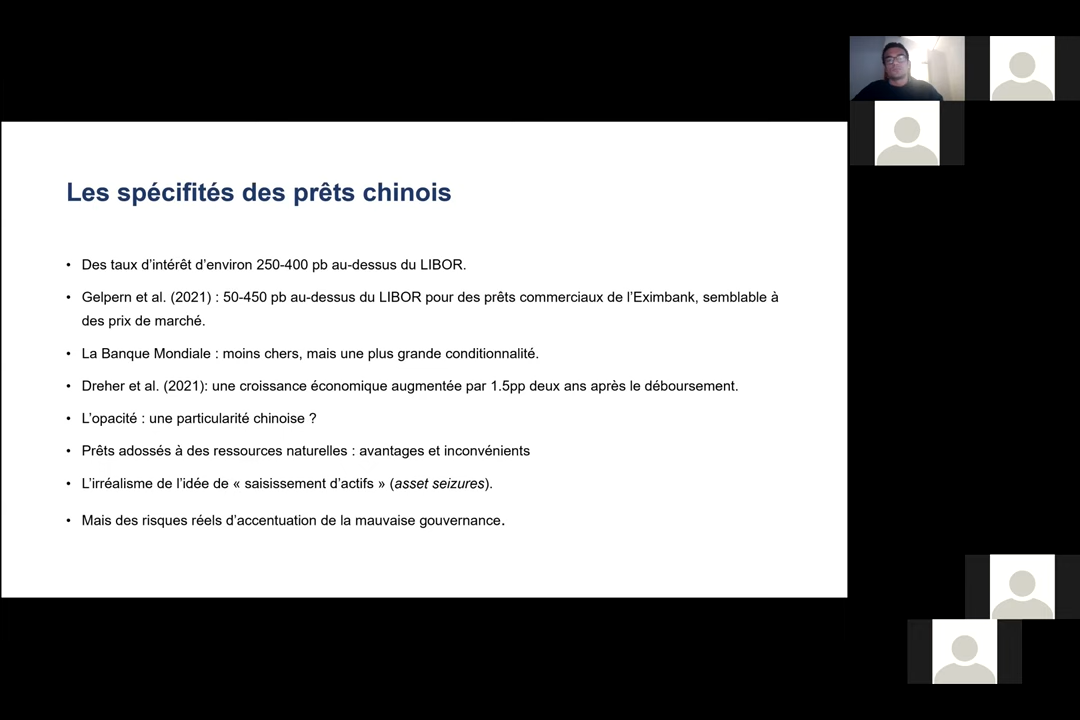 Les spécifités des prêts chinois
• Des taux d’intérêt d’environ 250-400 pb au-dessus du LIBOR.
• Gelpern et al. (2021) : 50-450 pb au-dessus du LIBOR pour des prêts commerciaux de l’Eximbank, semblable à
des prix de marché.
• La Banque Mondiale : moins chers, mais une plus grande conditionnalité.
• Dreher et al. (2021): une croissance économique augmentée par 1.5pp deux ans après le déboursement.
• L’opacité : une particularité chinoise ?
• Prêts adossés à des ressources naturelles : avantages et inconvénients
• L’irréalisme de l’idée de « saisissement d’actifs » (asset seizures).
• Mais des risques réels d’accentuation de la mauvaise gouvernance.